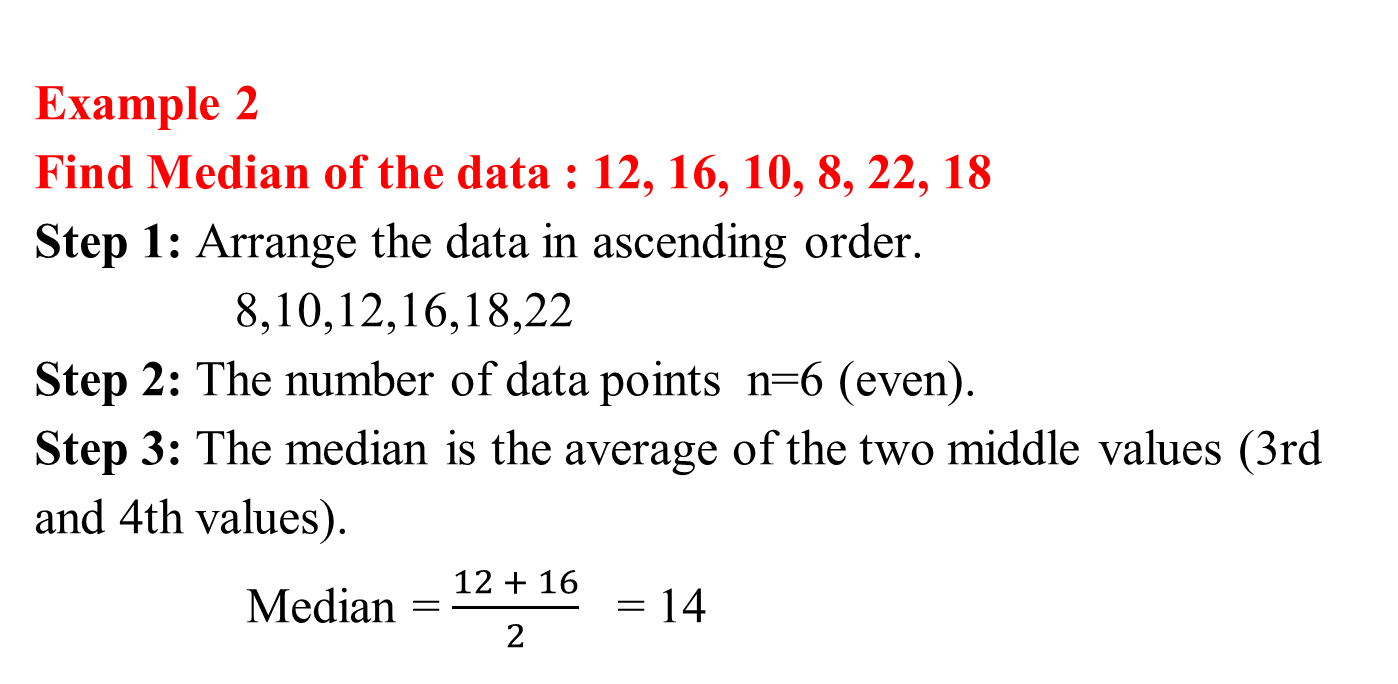 Example 2
Find Median of the data : 12, 16, 10, 8, 22, 18
Step 1: Arrange the data in ascending order.
8,10,12,16,18,22
Step 2: The number of data points n=6 (even).
Step 3: The median is the average of the two middle values (3rd
and 4th values).
Median = \frac{12 + 16}{2} = 14